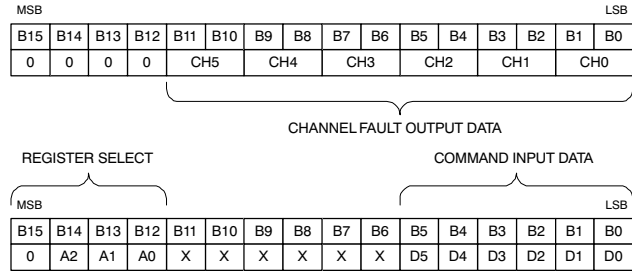 MSB LSB
B15 B14 B13 B12 B11 B10 B9 B8 B7 B6 B5 B4 B3 B2 B1 B0
0 0 0 0 CH5 CH4 CH3 CH2 CH1 CH0
CHANNEL FAULT OUTPUT DATA
REGISTER SELECT COMMAND INPUT DATA
MSB LSB
B15 B14 B13 B12 B11 B10 B9 B8 B7 B6 B5 B4 B3 B2 B1 B0
0 A2 A1 A0 X X X X X X D5 D4 D3 D2 D1 D0